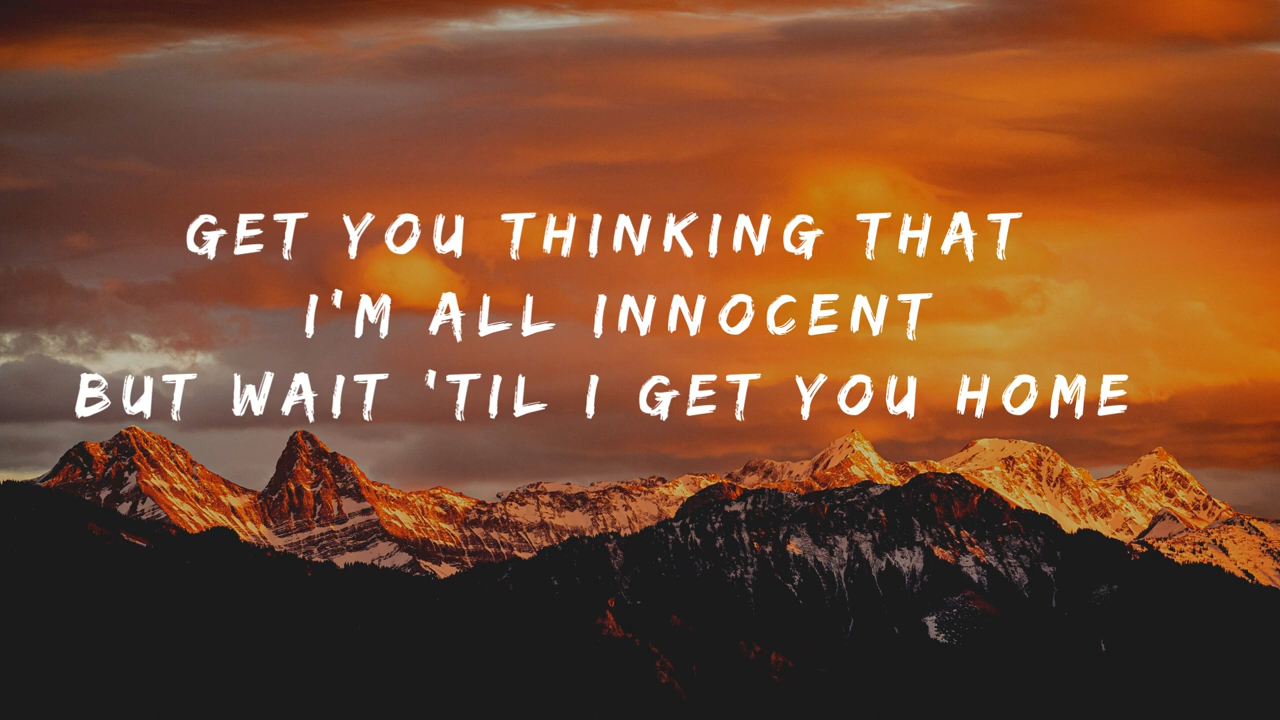 GET YOU THINKING THAT
I'M ALL INNOCENT
BUT WAIT 'TIL I GET YOU HOME